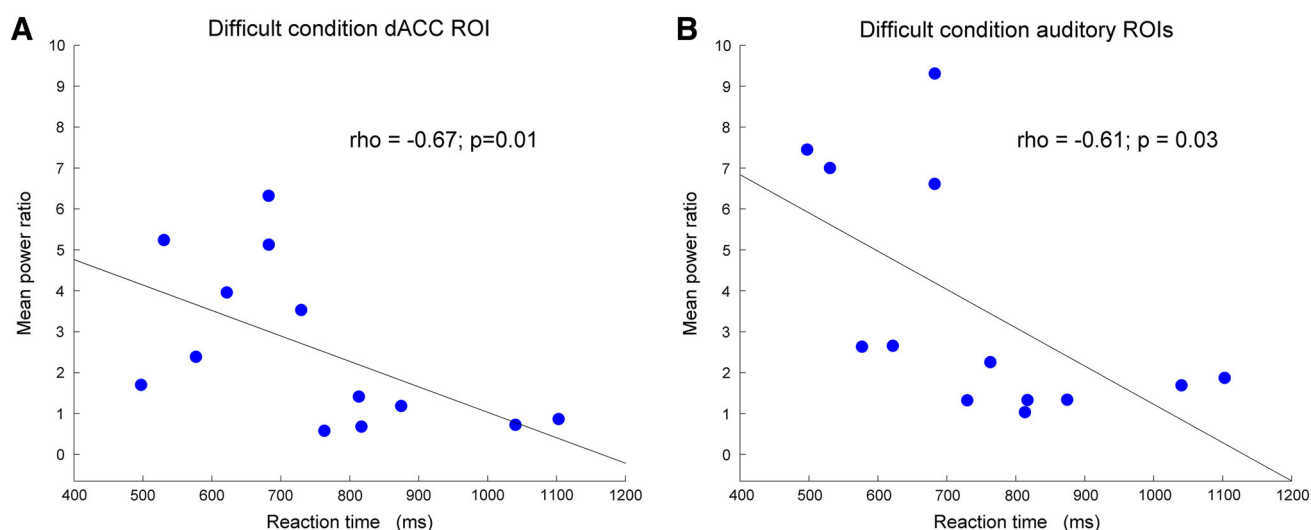 A
Difficult condition dACC ROI
10
9
8
7
6
5
4
3
2
1
0
Mean power ratio
rho = -0.67; p=0.01
400 500 600 700 800 900 1000 1100 1200
Reaction time (ms)
B
Difficult condition auditory ROIs
10
9
8
7
6
5
4
3
2
1
0
Mean power ratio
rho = -0.61; p = 0.03
400 500 600 700 800 900 1000 1100 1200
Reaction time (ms)